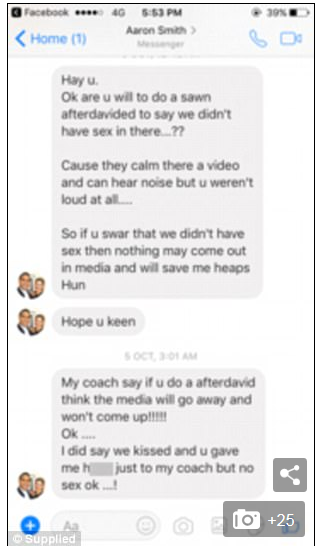 Facebook 4G 5:53 PM 39%
Home (1) Aaron Smith >
Messenger
Hay u.
Ok are u will to do a sawn
afterdavided to say we didn't
have sex in there...??
Cause they calm there a video
and can hear noise but u weren't
loud at all....
So if u swar that we didn't have
sex then nothing may come out
in media and will save me heaps
Hun
Hope u keen
5 OCT, 3:01 AM
My coach say if u do a afterdavid
think the media will go away and
won't come up!!!!!
Ok ....
I did say we kissed and u gave
me h just to my coach but no
sex ok ...!
Aa
+25
© Supplied